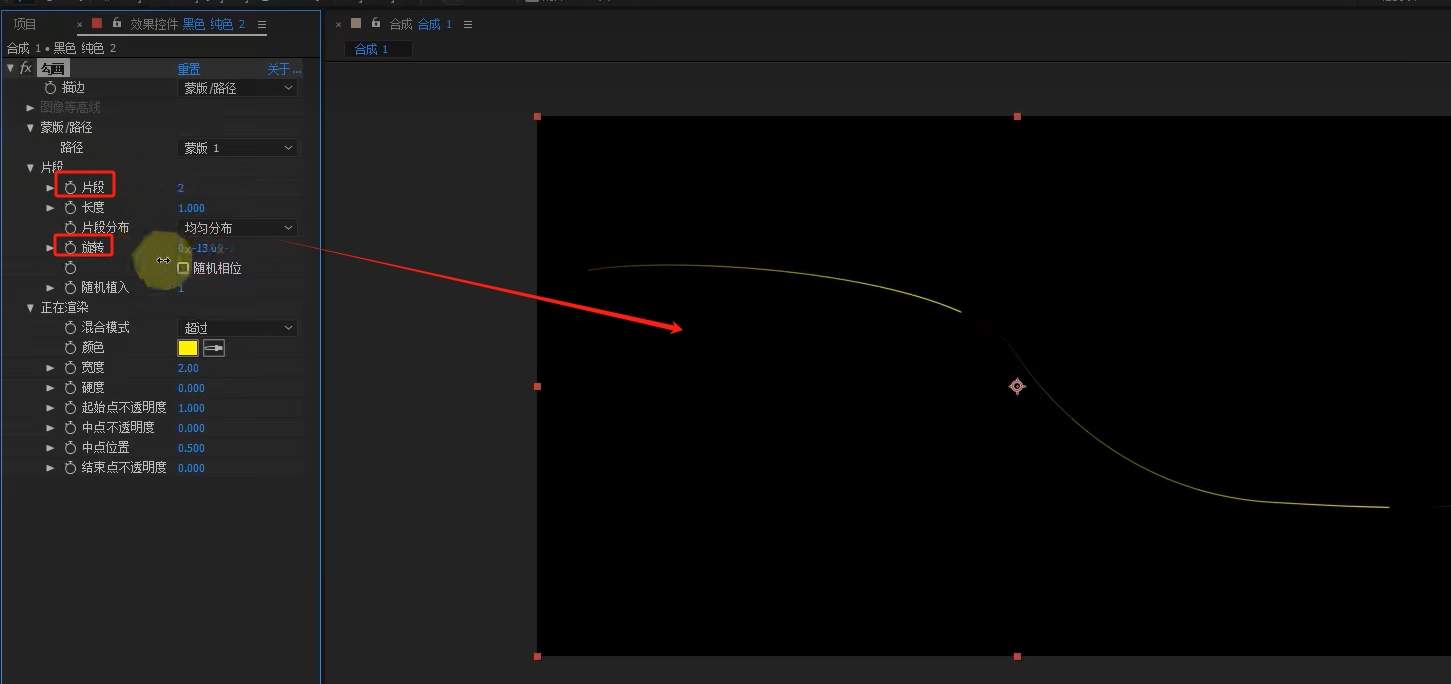 项目
效果控件 黑色 纯色 2
合成 合成 1
合成 1 • 黑色 纯色 2
合成 1
fx 勾画 重置 关于...
描边 蒙版/路径
图像等高线
蒙版/路径
路径 蒙版 1
片段
片段 2
长度 1.000
片段分布 均匀分布
旋转
随机相位
随机植入 1
正在渲染
混合模式 超过
颜色
宽度 2.00
硬度 0.000
起始点不透明度 1.000
中点不透明度 0.000
中点位置 0.500
结束点不透明度 0.000